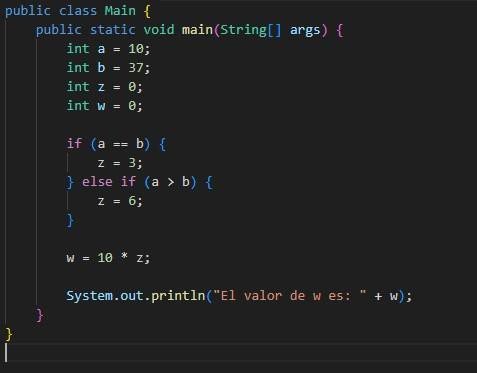 public class Main {
    public static void main(String[] args) {
        int a = 10;
        int b = 37;
        int z = 0;
        int w = 0;

        if (a == b) {
            z = 3;
        } else if (a > b) {
            z = 6;
        }

        w = 10 * z;

        System.out.println("El valor de w es: " + w);
    }
}